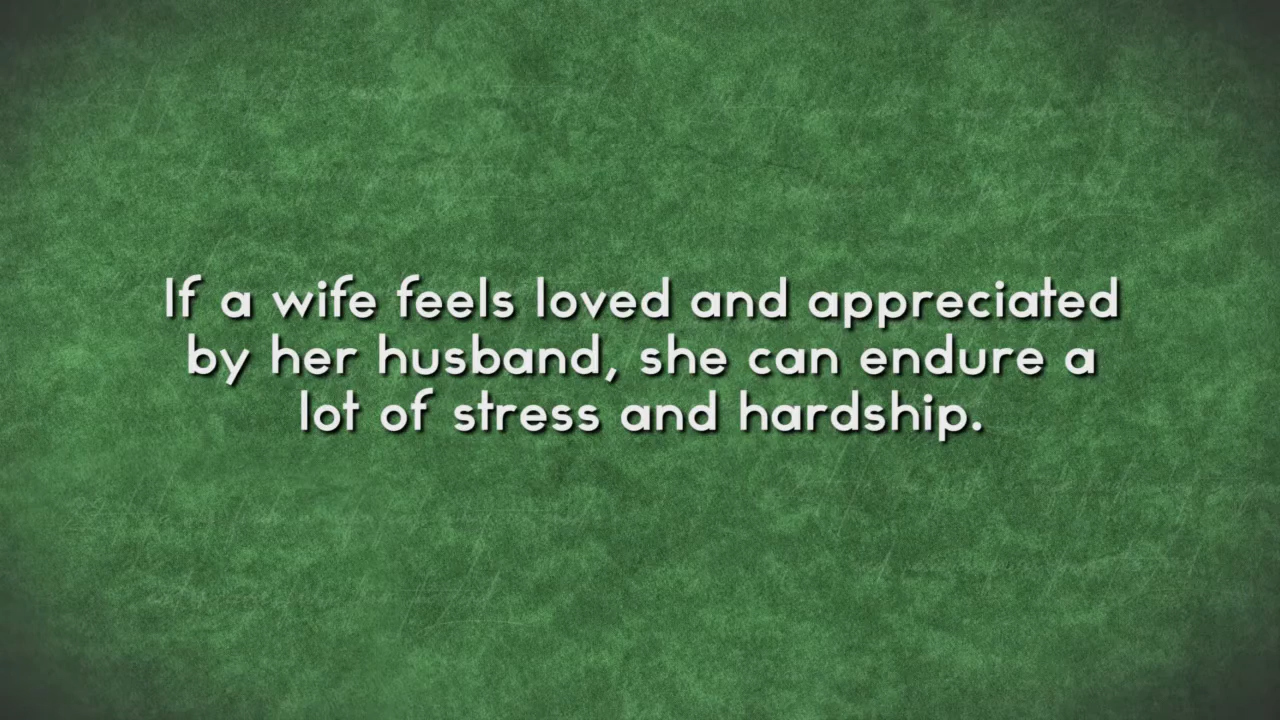 If a wife feels loved and appreciated
by her husband, she can endure a
lot of stress and hardship.